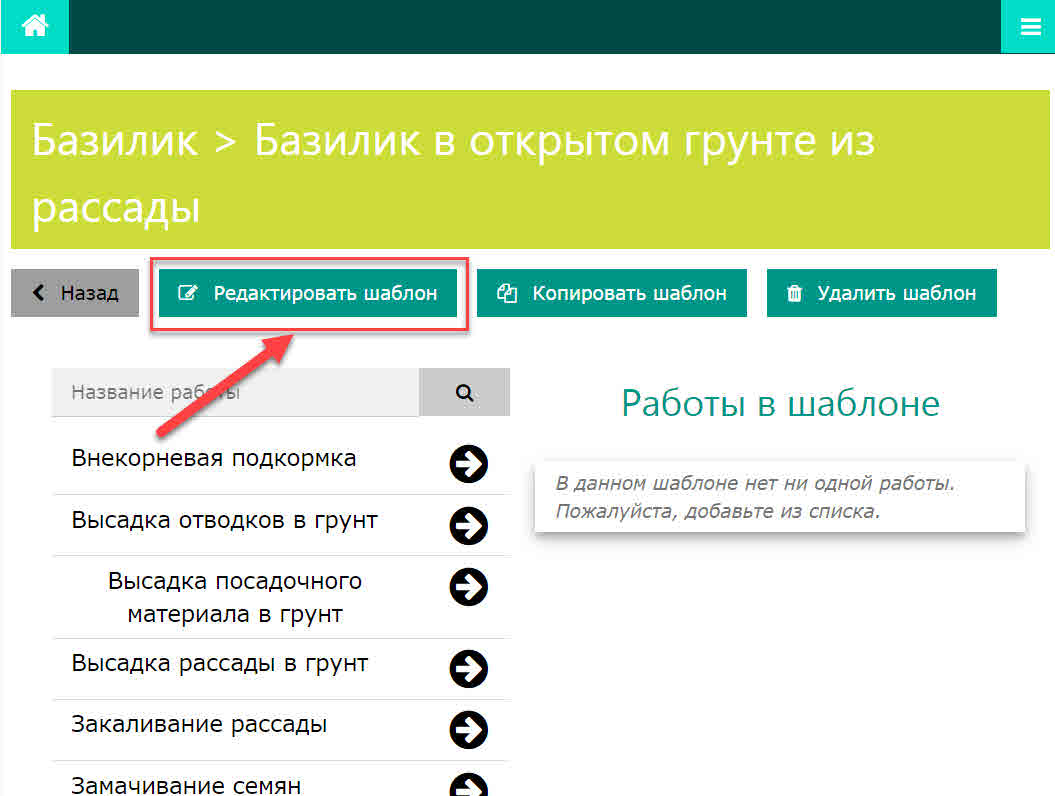 Базилик > Базилик в открытом грунте из
рассады
Назад
Редактировать шаблон
Копировать шаблон
Удалить шаблон
Название работы
Работы в шаблоне
Внекорневая подкормка
Высадка отводков в грунт
Высадка посадочного
материала в грунт
Высадка рассады в грунт
Закаливание рассады
Замачивание семян
В данном шаблоне нет ни одной работы.
Пожалуйста, добавьте из списка.